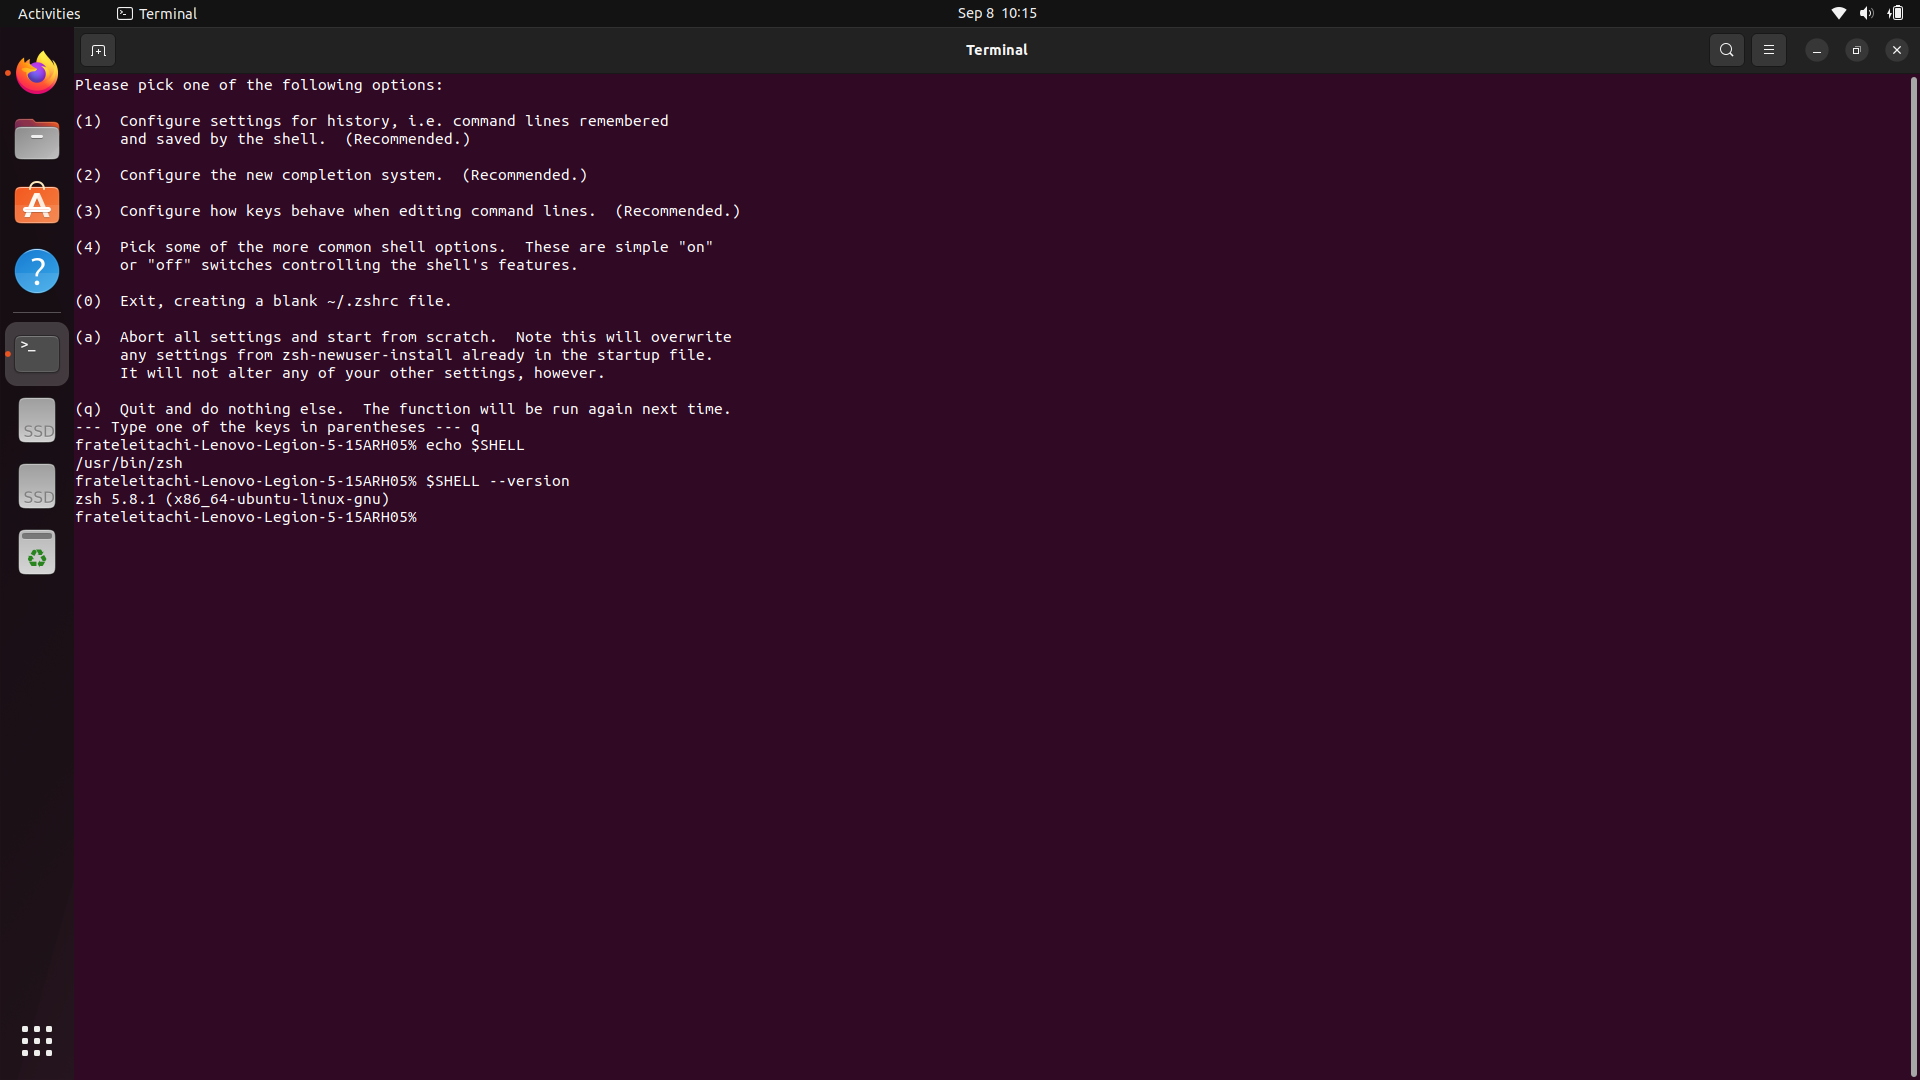 Activities Terminal Sep 8 10:15
Terminal
Please pick one of the following options:
(1) Configure settings for history, i.e. command lines remembered
and saved by the shell. (Recommended.)
(2) Configure the new completion system. (Recommended.)
(3) Configure how keys behave when editing command lines. (Recommended.)
(4) Pick some of the more common shell options. These are simple "on"
or "off" switches controlling the shell's features.
(0) Exit, creating a blank ~/.zshrc file.
(a) Abort all settings and start from scratch. Note this will overwrite
any settings from zsh-newuser-install already in the startup file.
It will not alter any of your other settings, however.
(q) Quit and do nothing else. The function will be run again next time.
--- Type one of the keys in parentheses --- q
frateleitachi-Lenovo-Legion-5-15ARH05% echo $SHELL
/usr/bin/zsh
frateleitachi-Lenovo-Legion-5-15ARH05% $SHELL --version
zsh 5.8.1 (x86_64-ubuntu-linux-gnu)
frateleitachi-Lenovo-Legion-5-15ARH05%
SSD
SSD